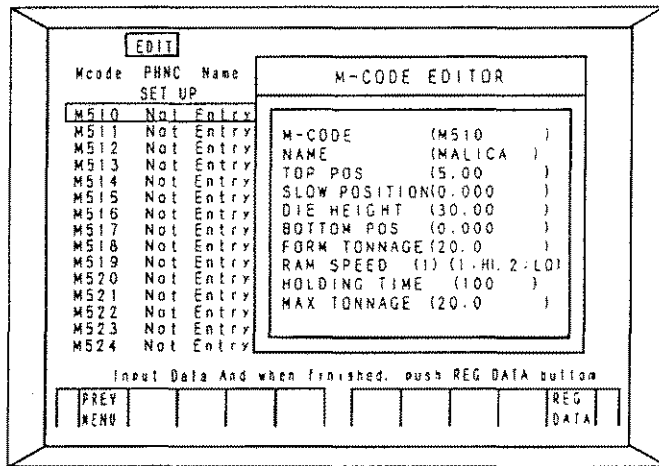 EDIT
Mcode PHNC Name
SET UP
M510 Not Entry
M511 Not Entry
M512 Not Entry
M513 Not Entry
M514 Not Entry
M515 Not Entry
M516 Not Entry
M517 Not Entry
M518 Not Entry
M519 Not Entry
M520 Not Entry
M521 Not Entry
M522 Not Entry
M523 Not Entry
M524 Not Entry
M-CODE EDITOR
M-CODE (M510 )
NAME (MALICA )
TOP POS (5.00 )
SLOW POSITION(0.000 )
DIE HEIGHT (30.00 )
BOTTOM POS (0.000 )
FORM TONNAGE(20.0 )
RAM SPEED (1) (1:HI, 2:LO)
HOLDING TIME (100 )
MAX TONNAGE (20.0 )
Input Data And when finished, push REG DATA buttom
PREV MENU
REG DATA